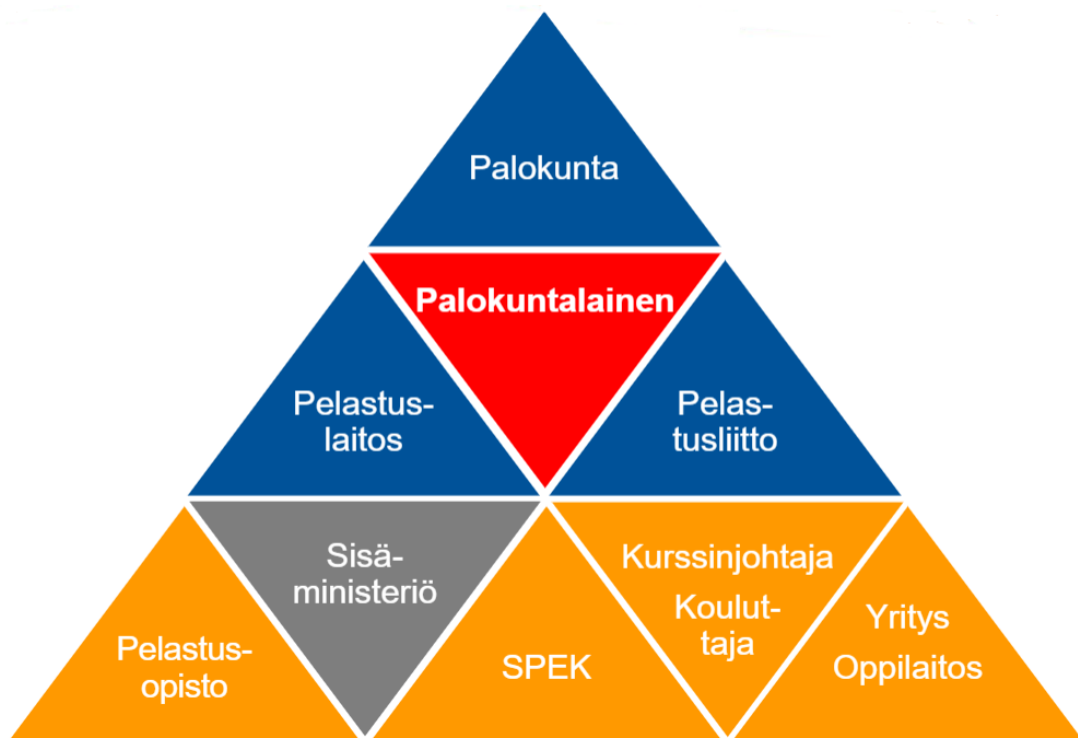 Palokunta
Palokuntalainen
Pelastus-
laitos
Pelas-
tusliitto
Sisä-
ministeriö
Kurssinjohtaja
Koulut-
taja
Yritys
Oppilaitos
Pelastus-
opisto
SPEK